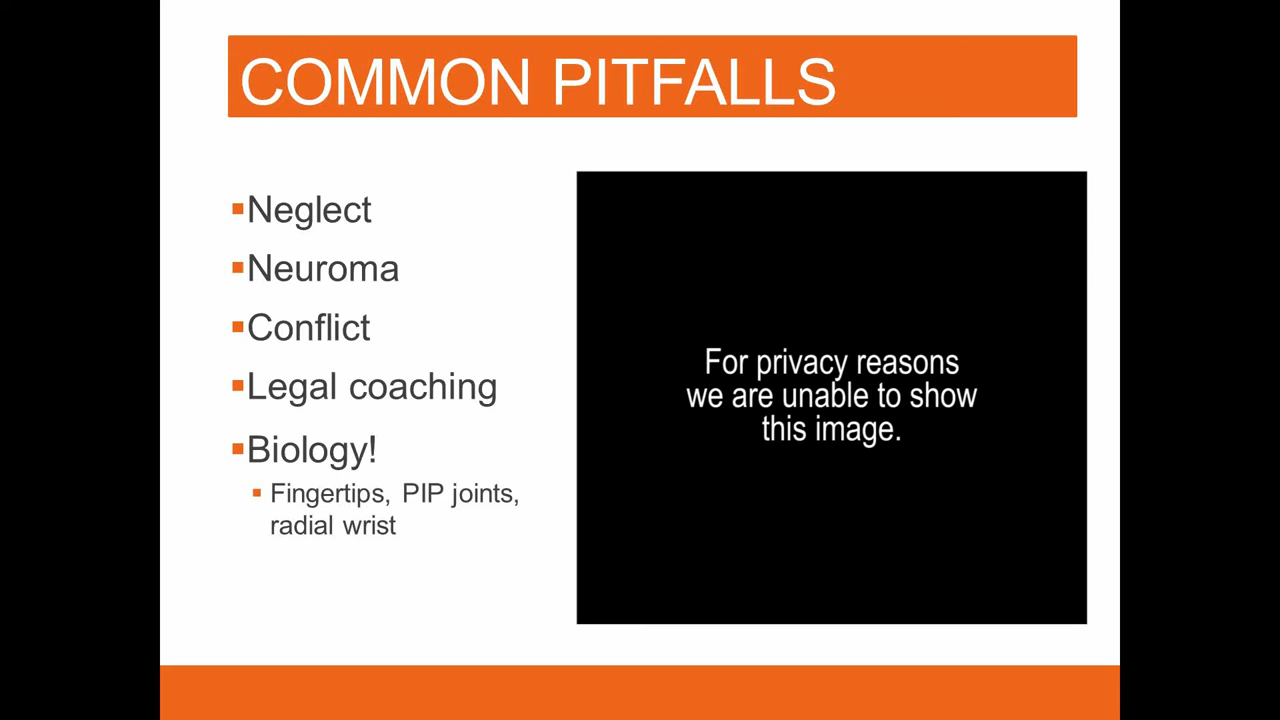 COMMON PITFALLS
Neglect
Neuroma
Conflict
Legal coaching
Biology!
Fingertips, PIP joints,
radial wrist
For privacy reasons
we are unable to show
this image.